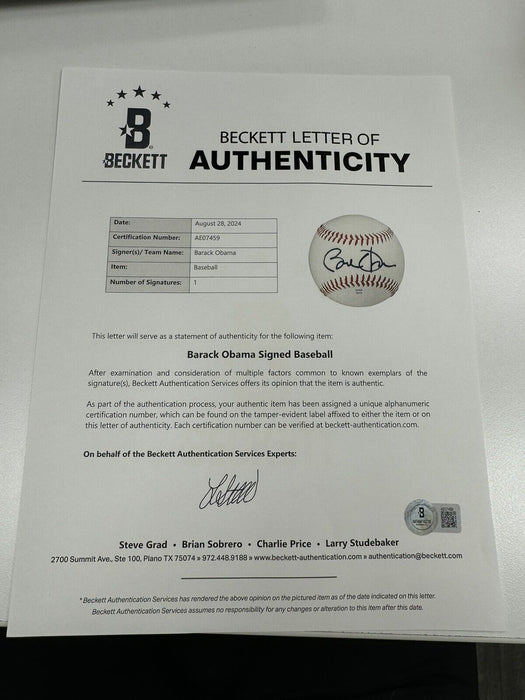 B
BECKETT
BECKETT LETTER OF
AUTHENTICITY
Date: August 28, 2024
Certification Number: AE07459
Signer(s)/ Team Name: Barack Obama
Item: Baseball
Number of Signatures: 1
This letter will serve as a statement of authenticity for the following item:
Barack Obama Signed Baseball
After examination and consideration of multiple factors common to known exemplars of the
signature(s), Beckett Authentication Services offers its opinion that the item is authentic.
As part of the authentication process, your authentic item has been assigned a unique alphanumeric
certification number, which can be found on the tamper-evident label affixed to either the item or on
this letter of authenticity. Each certification number can be verified at beckett-authentication.com.
On behalf of the Beckett Authentication Services Experts:
Steve Grad • Brian Sobrero • Charlie Price • Larry Studebaker
2700 Summit Ave, Ste 100, Plano TX 75074 » 972.448.9188 » www.beckett-authentication.com » authentication@beckett.com
*Beckett Authentication Services has rendered the above opinion on the pictured item as of the date indicated on this letter.
Beckett Authentication Services assumes no responsibility for any changes or alteration to this item after this date.